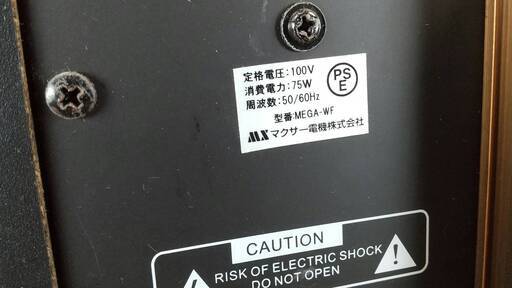 定格電圧:100V
消費電力:75W
周波数:50/60Hz
PS
E
型番:MEGA-WF
MX マクサー電機株式会社
CAUTION
RISK OF ELECTRIC SHOCK
DO NOT OPEN